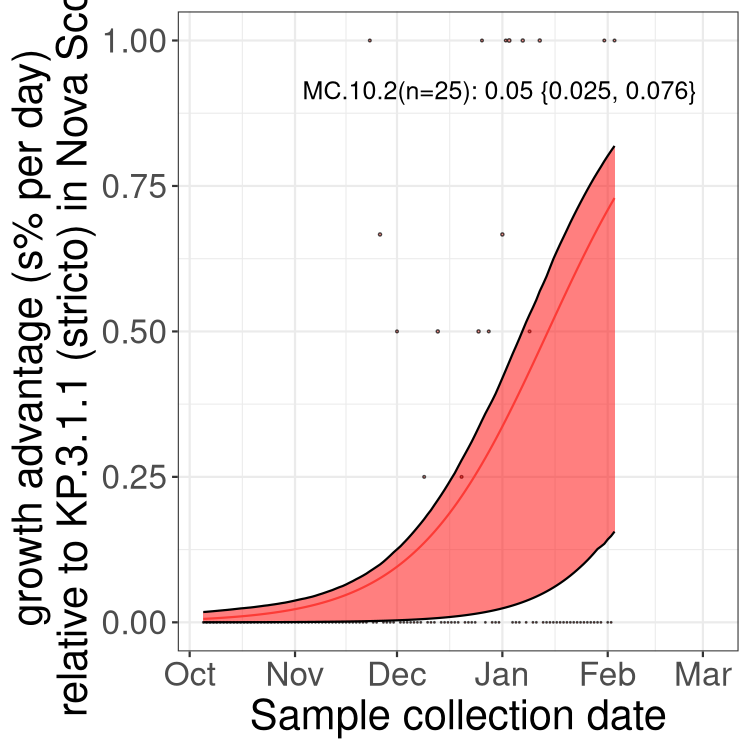 growth advantage (s% per day)
relative to KP.3.1.1 (stricto) in Nova Sco
1.00
0.75
0.50
0.25
0.00
MC.10.2(n=25): 0.05 {0.025, 0.076}
Oct Nov Dec Jan Feb Mar
Sample collection date